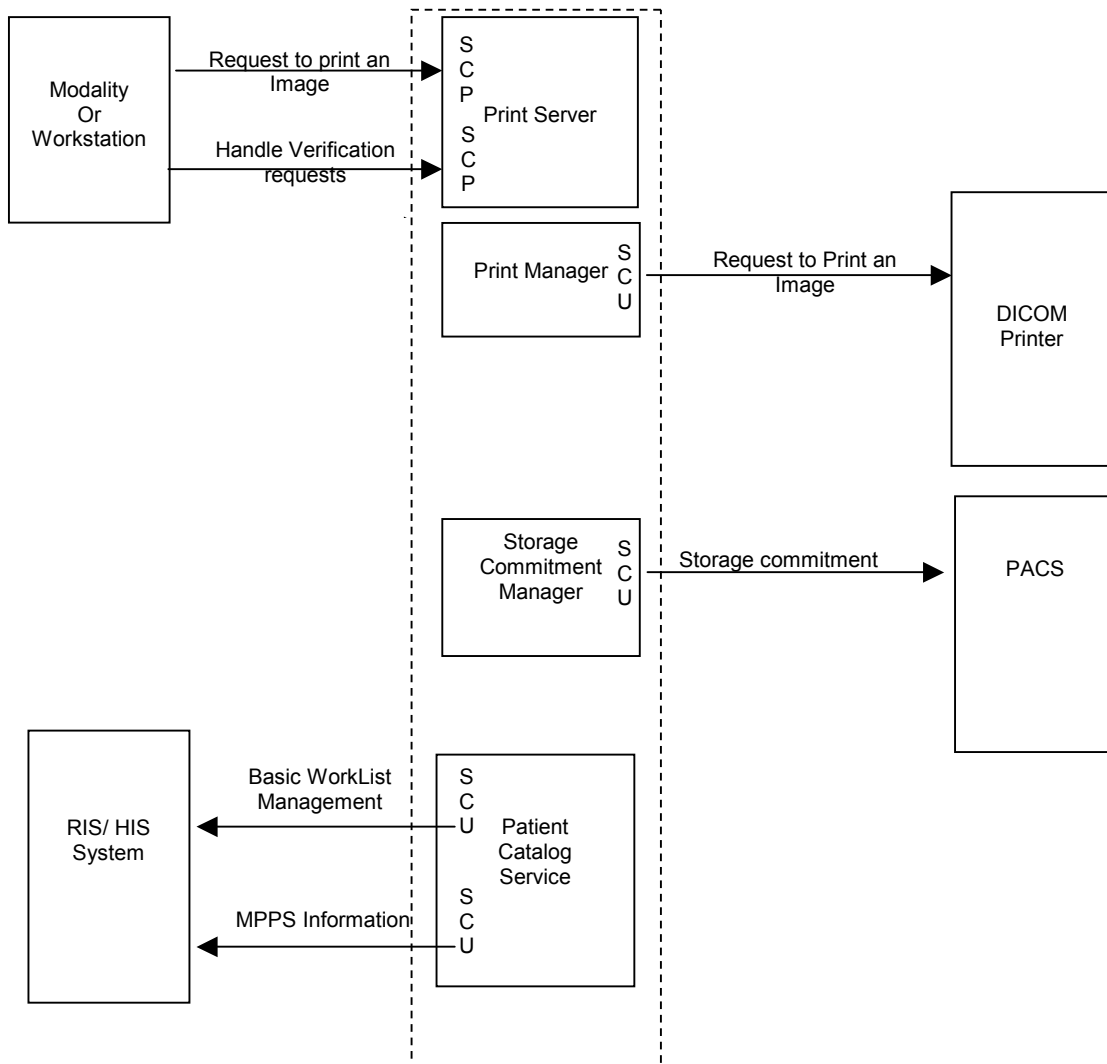 Modality
Or
Workstation
Request to print an
Image
Handle Verification
requests
S
C
P
S
C
P
Print Server
Print Manager
S
C
U
Request to Print an
Image
DICOM
Printer
Storage
Commitment
Manager
S
C
U
Storage commitment
PACS
RIS/ HIS
System
Basic WorkList
Management
MPPS Information
S
C
U
S
C
U
Patient
Catalog
Service